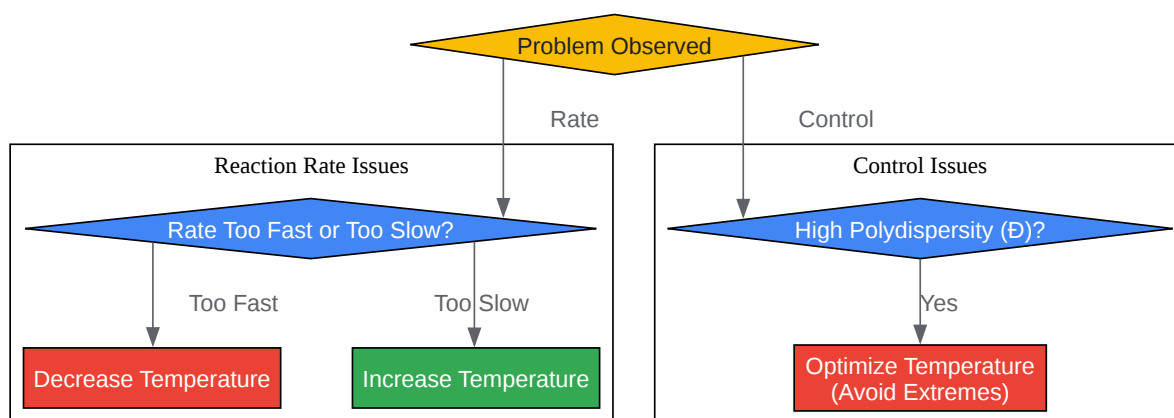 Problem Observed
Rate
Control
Reaction Rate Issues
Control Issues
Rate Too Fast or Too Slow?
High Polydispersity (Đ)?
Too Fast
Too Slow
Yes
Decrease Temperature
Increase Temperature
Optimize Temperature
(Avoid Extremes)